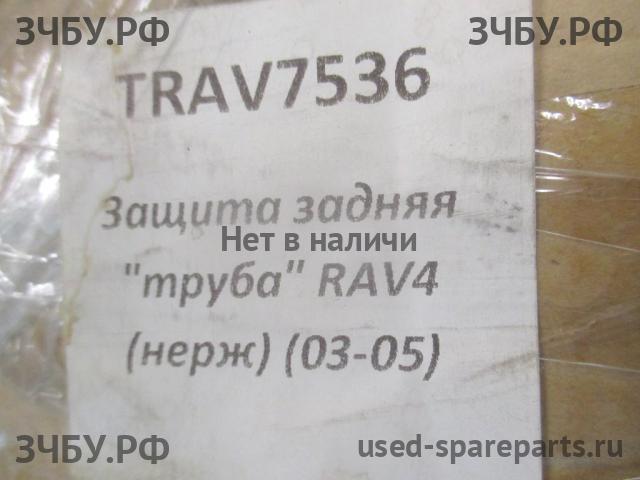 ЗЧБУ.РФ ЗЧБУ.РФ
TRAV7536
Защита задняя
Нет в наличи
"труба" RAV4
(нерж) (03-05)
ЗЧБУ.РФ used-spareparts.ru